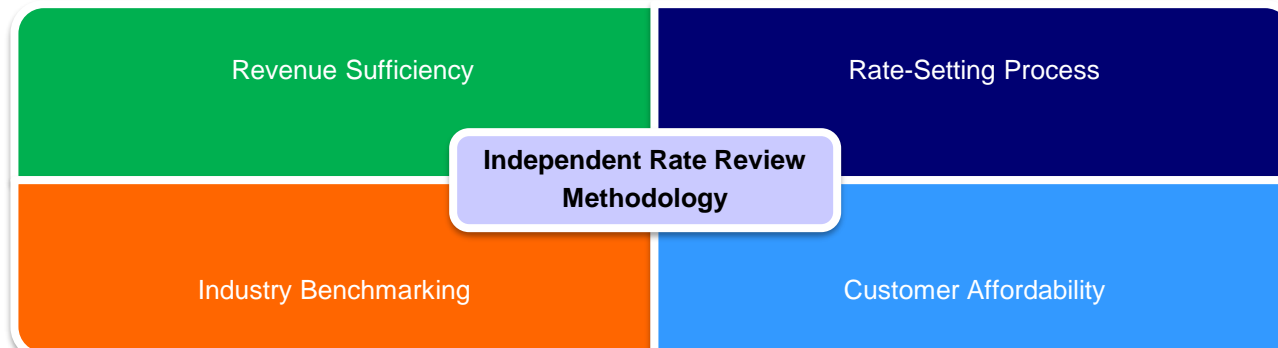 Revenue Sufficiency
Rate-Setting Process
Independent Rate Review
Methodology
Industry Benchmarking
Customer Affordability